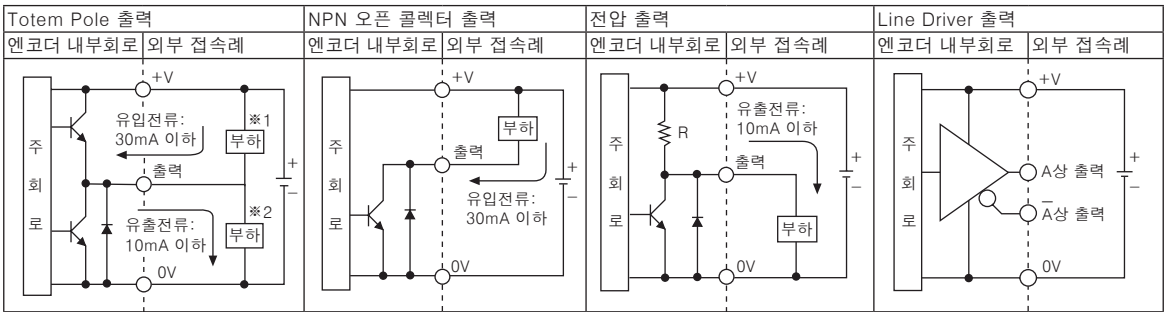 Totem Pole 출력
엔코더 내부회로 외부 접속례
+V
유입전류:
30mA 이하
※1
부하
주
회
로
출력
+
−
※2
유출전류:
10mA 이하
부하
0V
NPN 오픈 콜렉터 출력
엔코더 내부회로 외부 접속례
+V
부하
주
회
로
출력
+
−
유입전류:
30mA 이하
0V
전압 출력
엔코더 내부회로 외부 접속례
+V
유출전류:
10mA 이하
R
주
회
로
출력
+
−
부하
0V
Line Driver 출력
엔코더 내부회로 외부 접속례
+V
주
회
로
A상 출력
+
−
A̅상 출력
0V